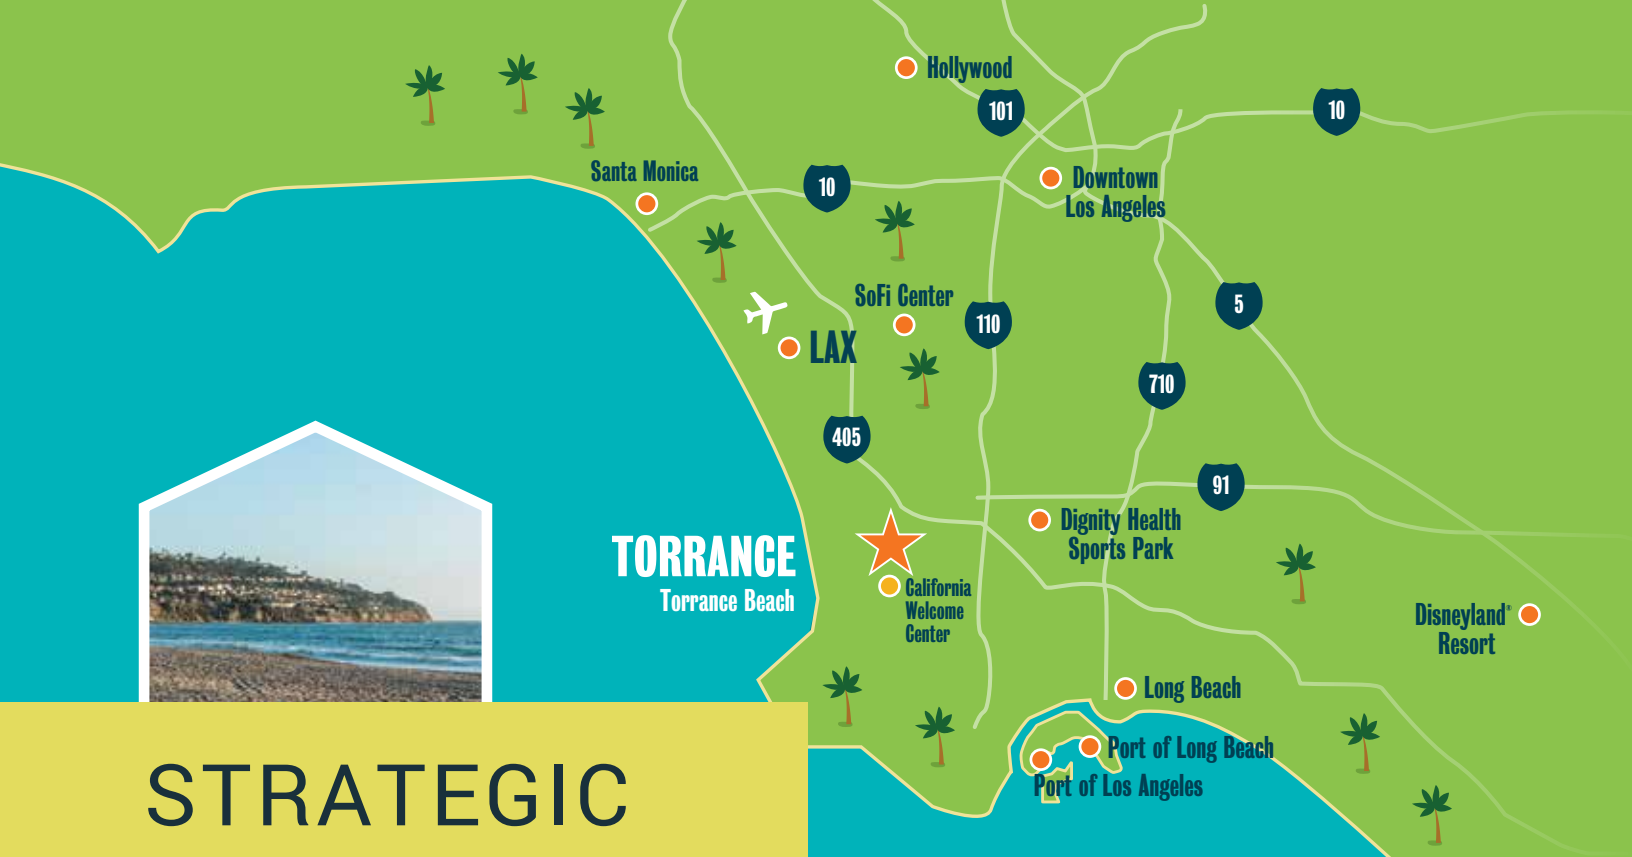 Hollywood
101
10
Santa Monica
10
Downtown
Los Angeles
SoFi Center
110
5
LAX
710
405
91
TORRANCE
Torrance Beach
Dignity Health
Sports Park
California
Welcome
Center
Disneyland®
Resort
Long Beach
Port of Long Beach
Port of Los Angeles
STRATEGIC